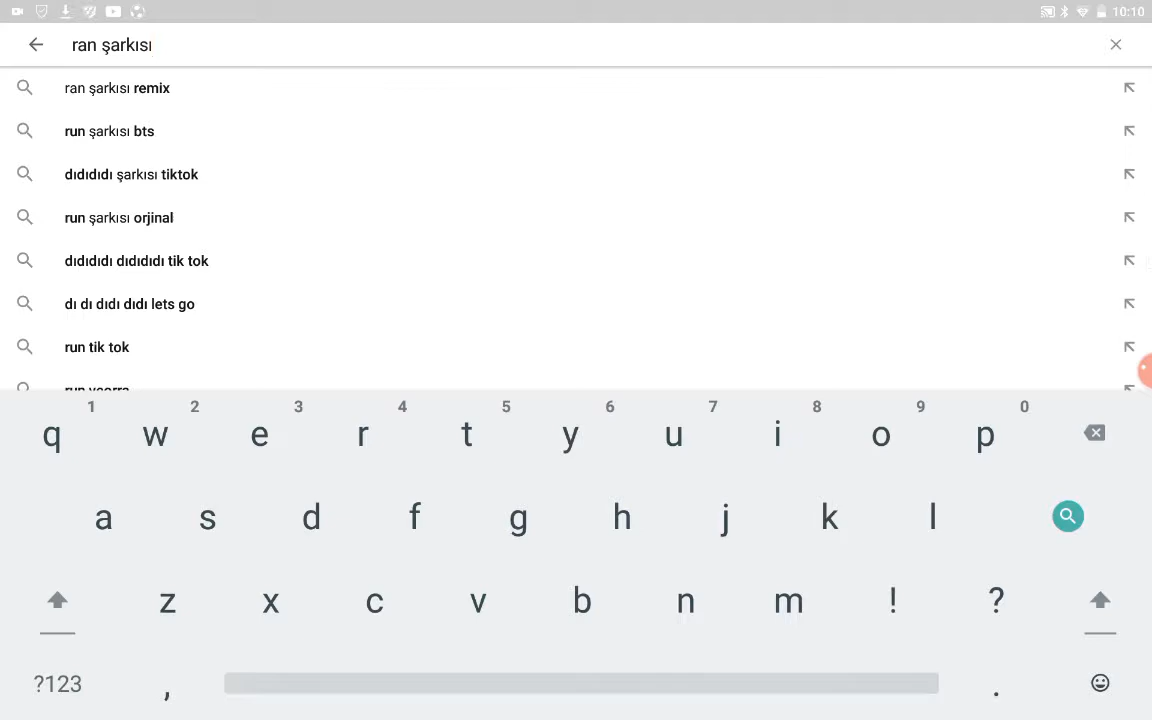 10:10
ran şarkısı
ran şarkısı remix
run şarkısı bts
dıdıdıdı şarkısı tiktok
run şarkısı orjinal
dıdıdıdı dıdıdıdı tik tok
dı dı dıdı dıdı lets go
run tik tok
1 2 3 4 5 6 7 8 9 0
q w e r t y u i o p
a s d f g h j k l
z x c v b n m ! ?
?123 , .